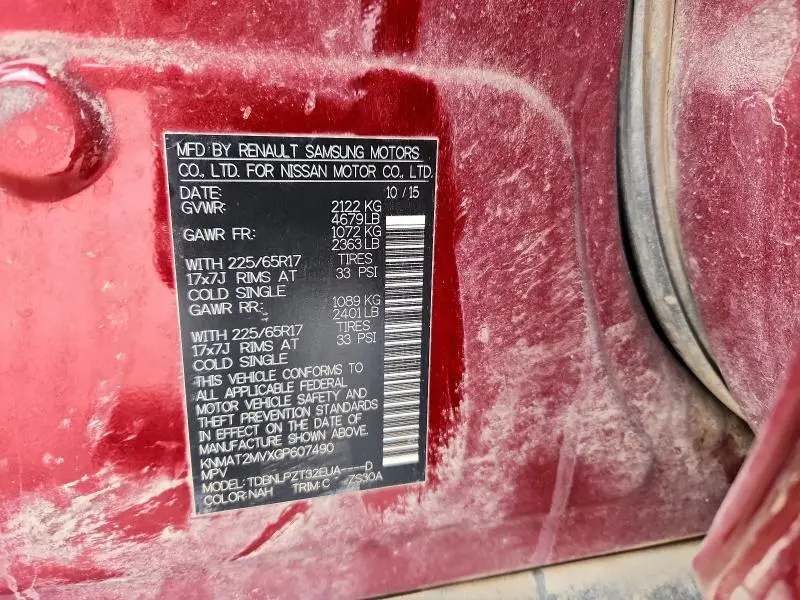 MFD BY RENAULT SAMSUNG MOTORS
CO., LTD. FOR NISSAN MOTOR CO., LTD.
DATE: 10 / 15
GVWR: 2122 KG
4679 LB
GAWR FR: 1072 KG
2363 LB
WITH 225/65R17 TIRES
17x7J RIMS AT 33 PSI
COLD SINGLE
GAWR RR: 1089 KG
2401 LB
WITH 225/65R17 TIRES
17x7J RIMS AT 33 PSI
COLD SINGLE
THIS VEHICLE CONFORMS TO
ALL APPLICABLE FEDERAL
MOTOR VEHICLE SAFETY AND
THEFT PREVENTION STANDARDS
IN EFFECT ON THE DATE OF
MANUFACTURE SHOWN ABOVE.
KNMAT2MVXGP607490
MPV
MODEL: TDBNLPZT32EUA----D
COLOR: NAH TRIM: C ZS30A